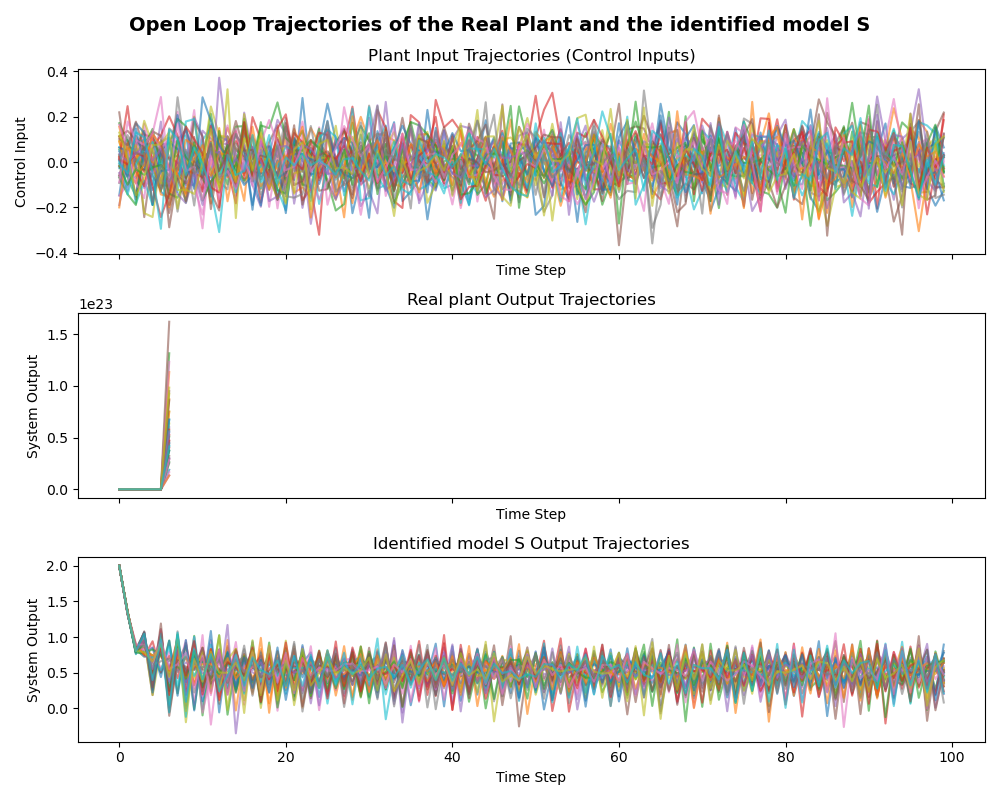 Open Loop Trajectories of the Real Plant and the identified model S
Plant Input Trajectories (Control Inputs)
0.4
0.2
0.0
−0.2
−0.4
Control Input
Time Step
Real plant Output Trajectories
1e23
1.5
1.0
0.5
0.0
System Output
Time Step
Identified model S Output Trajectories
2.0
1.5
1.0
0.5
0.0
System Output
0 20 40 60 80 100
Time Step